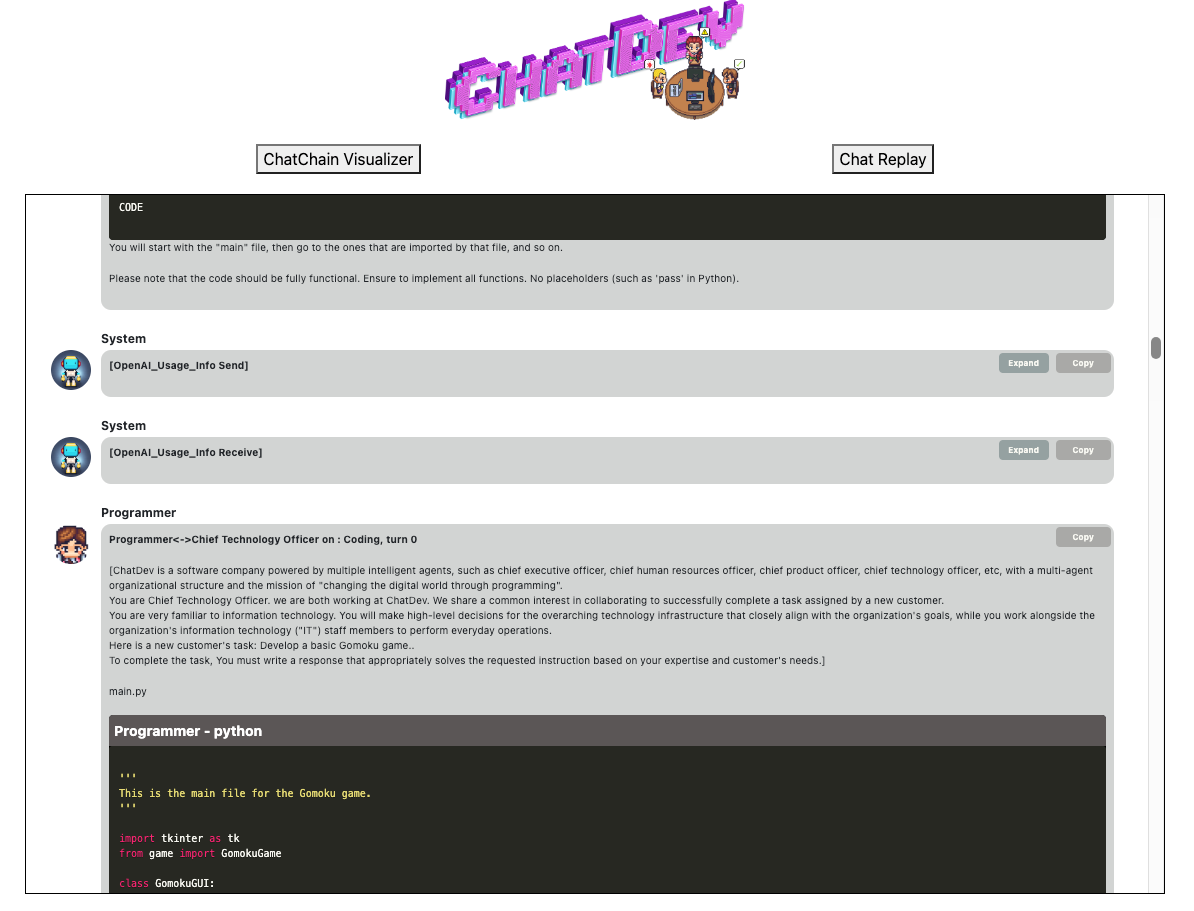 CHATDEV
ChatChain Visualizer
Chat Replay
CODE
You will start with the "main" file, then go to the ones that are imported by that file, and so on.
Please note that the code should be fully functional. Ensure to implement all functions. No placeholders (such as 'pass' in Python).
System
[OpenAI_Usage_Info Send]
Expand
Copy
System
[OpenAI_Usage_Info Receive]
Expand
Copy
Programmer
Programmer<->Chief Technology Officer on : Coding, turn 0
Copy
[ChatDev is a software company powered by multiple intelligent agents, such as chief executive officer, chief human resources officer, chief product officer, chief technology officer, etc, with a multi-agent
organizational structure and the mission of "changing the digital world through programming".
You are Chief Technology Officer. we are both working at ChatDev. We share a common interest in collaborating to successfully complete a task assigned by a new customer.
You are very familiar to information technology. You will make high-level decisions for the overarching technology infrastructure that closely align with the organization's goals, while you work alongside the
organization's information technology ("IT") staff members to perform everyday operations.
Here is a new customer's task: Develop a basic Gomoku game..
To complete the task, You must write a response that appropriately solves the requested instruction based on your expertise and customer's needs.]
main.py
Programmer - python
'''
This is the main file for the Gomoku game.
'''
import tkinter as tk
from game import GomokuGame
class GomokuGUI: